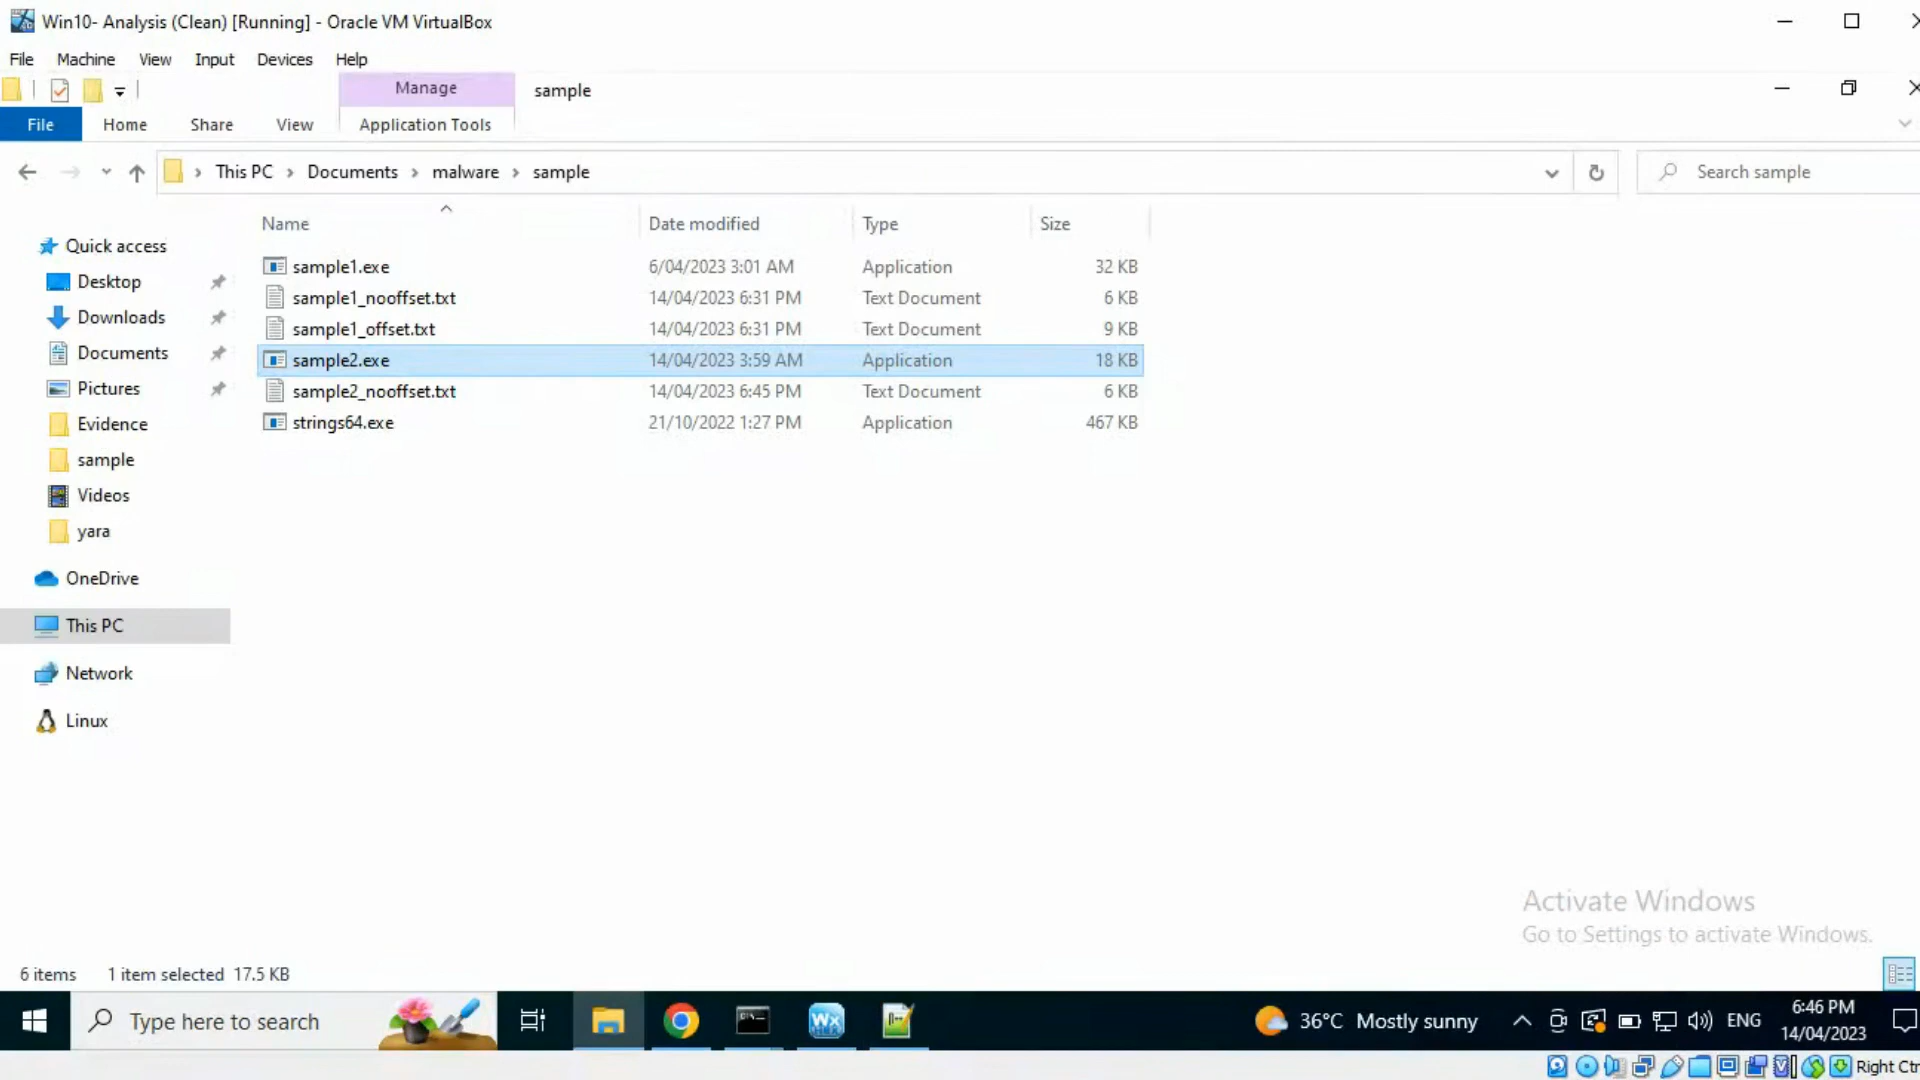 Win10- Analysis (Clean) [Running] - Oracle VM VirtualBox
File Machine View Input Devices Help
Manage sample
File Home Share View Application Tools
This PC Documents malware sample Search sample
Name Date modified Type Size
Quick access
Desktop
Downloads
Documents
Pictures
Evidence
sample
Videos
yara
OneDrive
This PC
Network
Linux
sample1.exe 6/04/2023 3:01 AM Application 32 KB
sample1_nooffset.txt 14/04/2023 6:31 PM Text Document 6 KB
sample1_offset.txt 14/04/2023 6:31 PM Text Document 9 KB
sample2.exe 14/04/2023 3:59 AM Application 18 KB
sample2_nooffset.txt 14/04/2023 6:45 PM Text Document 6 KB
strings64.exe 21/10/2022 1:27 PM Application 467 KB
Activate Windows
Go to Settings to activate Windows.
6 items 1 item selected 17.5 KB
Type here to search
36°C Mostly sunny
ENG
6:46 PM
14/04/2023
Right Ctr